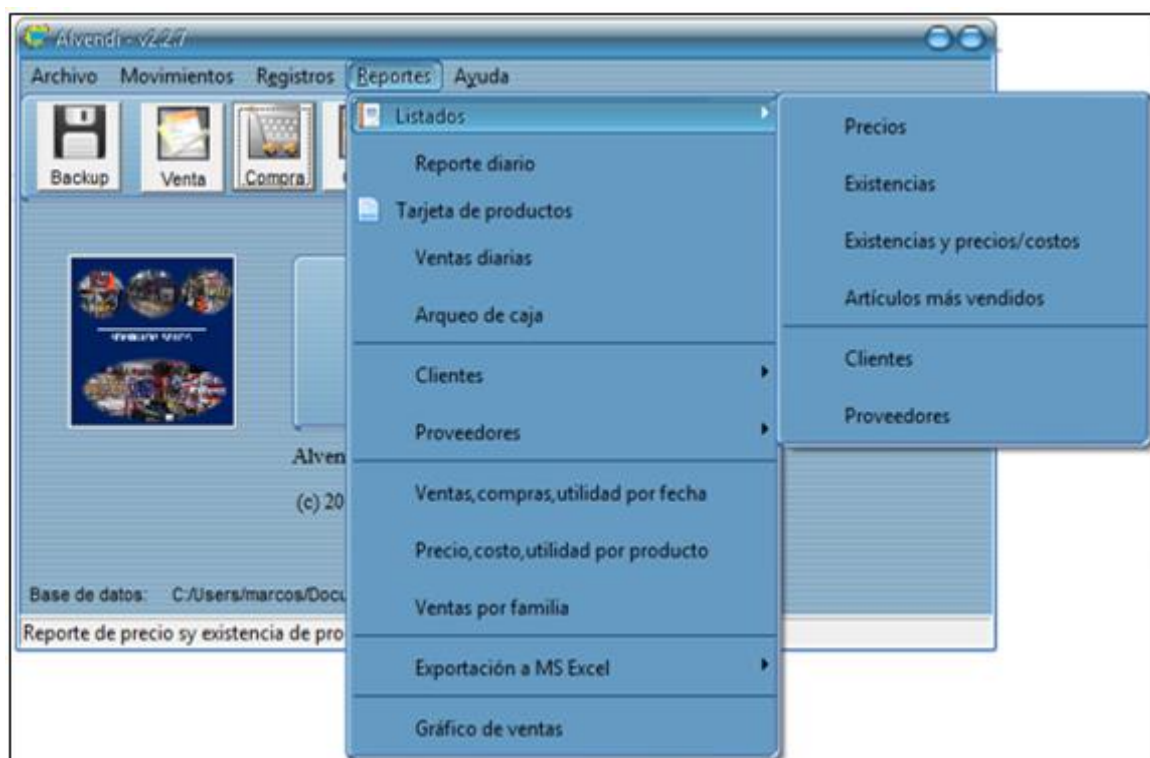 Alvendi - v2.2.7
Archivo Movimientos Registros Reportes Ayuda
Backup Venta Compra
Listados
Reporte diario
Tarjeta de productos
Ventas diarias
Arqueo de caja
Clientes
Proveedores
Ventas,compras,utilidad por fecha
Precio,costo,utilidad por producto
Ventas por familia
Exportación a MS Excel
Gráfico de ventas
Precios
Existencias
Existencias y precios/costos
Artículos más vendidos
Clientes
Proveedores
Alven
(c) 20
Base de datos: C:/Users/marcos/Docu
Reporte de precio sy existencia de pro